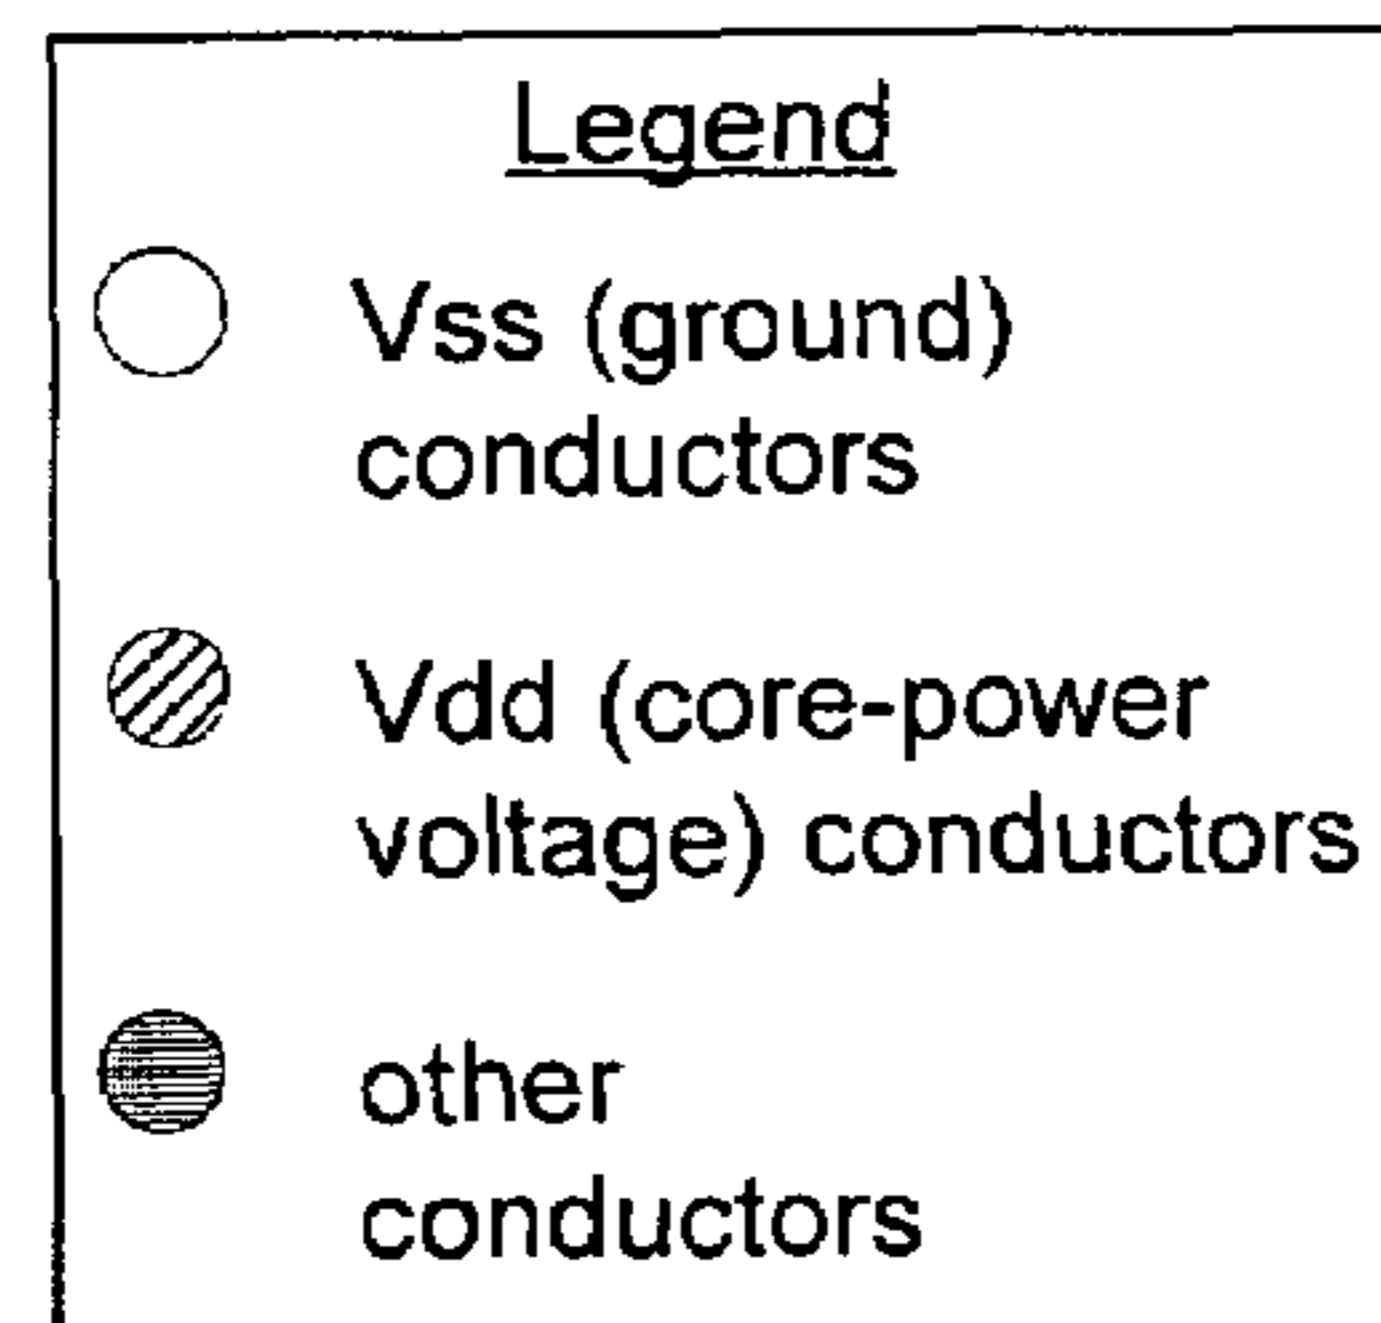 Legend
Vss (ground)
conductors
Vdd (core-power
voltage) conductors
other
conductors